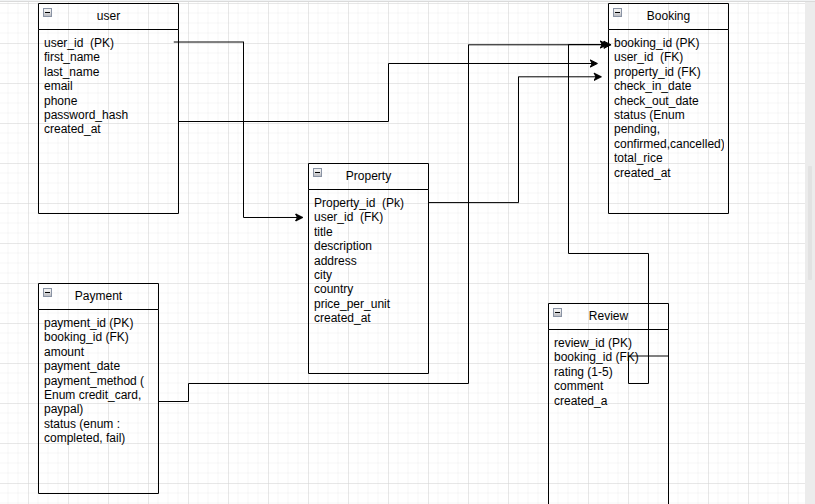 user
user_id (PK)
first_name
last_name
email
phone
password_hash
created_at
Booking
booking_id (PK)
user_id (FK)
property_id (FK)
check_in_date
check_out_date
status (Enum
pending,
confirmed,cancelled)
total_rice
created_at
Property
Property_id (Pk)
user_id (FK)
title
description
address
city
country
price_per_unit
created_at
Payment
payment_id (PK)
booking_id (FK)
amount
payment_date
payment_method (
Enum credit_card,
paypal)
status (enum :
completed, fail)
Review
review_id (PK)
booking_id (FK)
rating (1-5)
comment
created_a